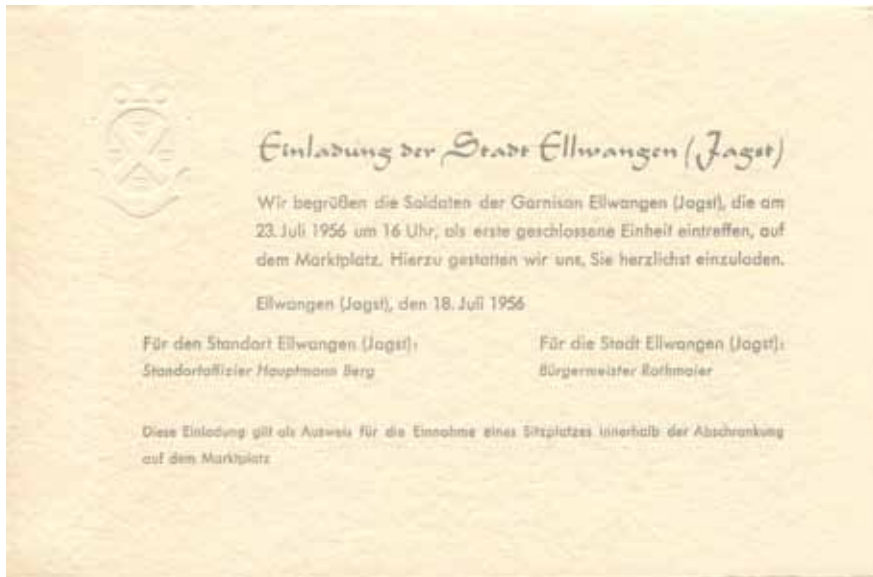 Einladung der Stadt Ellwangen (Jagst)
Wir begrüßen die Soldaten der Garnison Ellwangen (Jagst), die am
23. Juli 1956 um 16 Uhr, als erste geschlossene Einheit eintreffen, auf
dem Marktplatz. Hierzu gestatten wir uns, Sie herzlichst einzuladen.
Ellwangen (Jagst), den 18. Juli 1956
Für den Standort Ellwangen (Jagst):
Standortoffizier Hauptmann Berg
Für die Stadt Ellwangen (Jagst):
Bürgermeister Rothmaier
Diese Einladung gilt als Ausweis für die Einnahme eines Sitzplatzes innerhalb der Abschrankung
auf dem Marktplatz